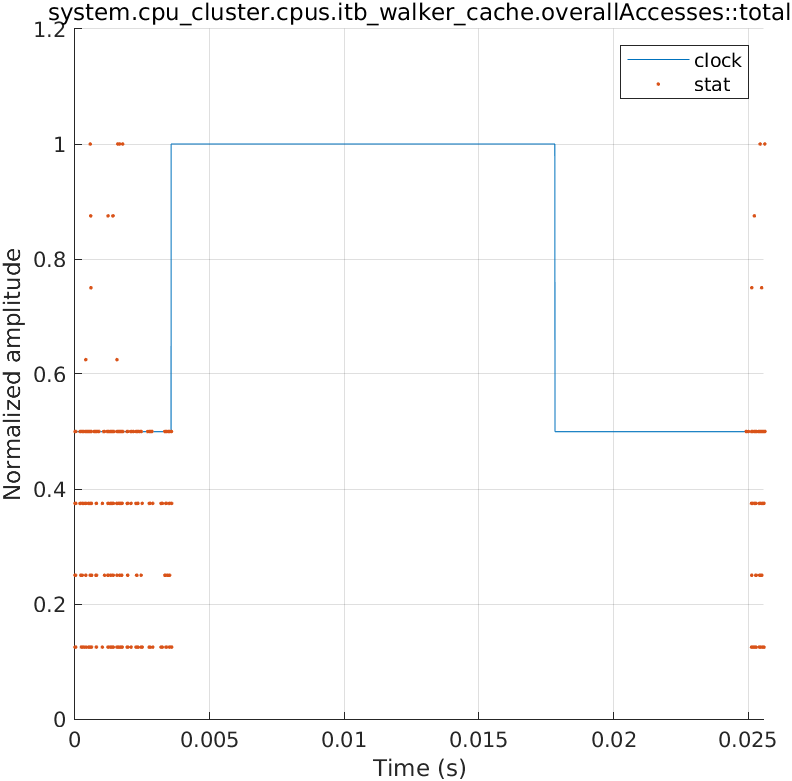 system.cpu_cluster.cpus.itb_walker_cache.overallAccesses::total
clock
stat
Normalized amplitude
1.2
1
0.8
0.6
0.4
0.2
0
0 0.005 0.01 0.015 0.02 0.025
Time (s)